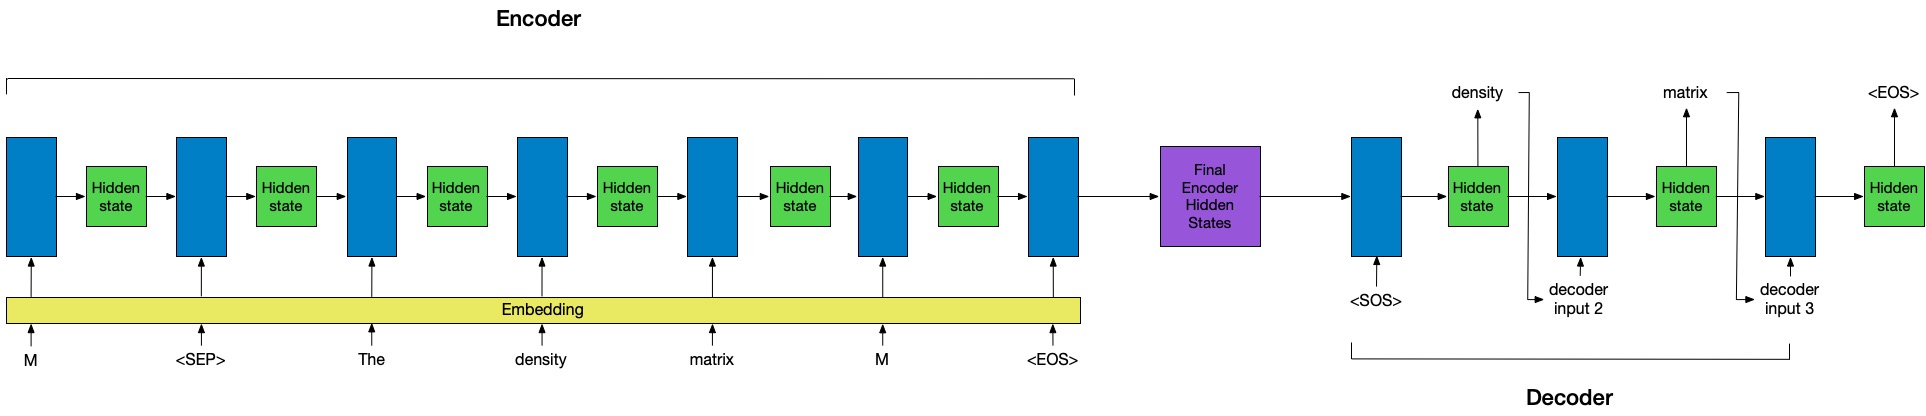 Encoder
density
matrix
<EOS>
Hidden
state
Hidden
state
Hidden
state
Hidden
state
Hidden
state
Hidden
state
Final
Encoder
Hidden
States
Hidden
state
Hidden
state
Hidden
state
<SOS>
decoder
input 2
decoder
input 3
Embedding
M
<SEP>
The
density
matrix
M
<EOS>
Decoder